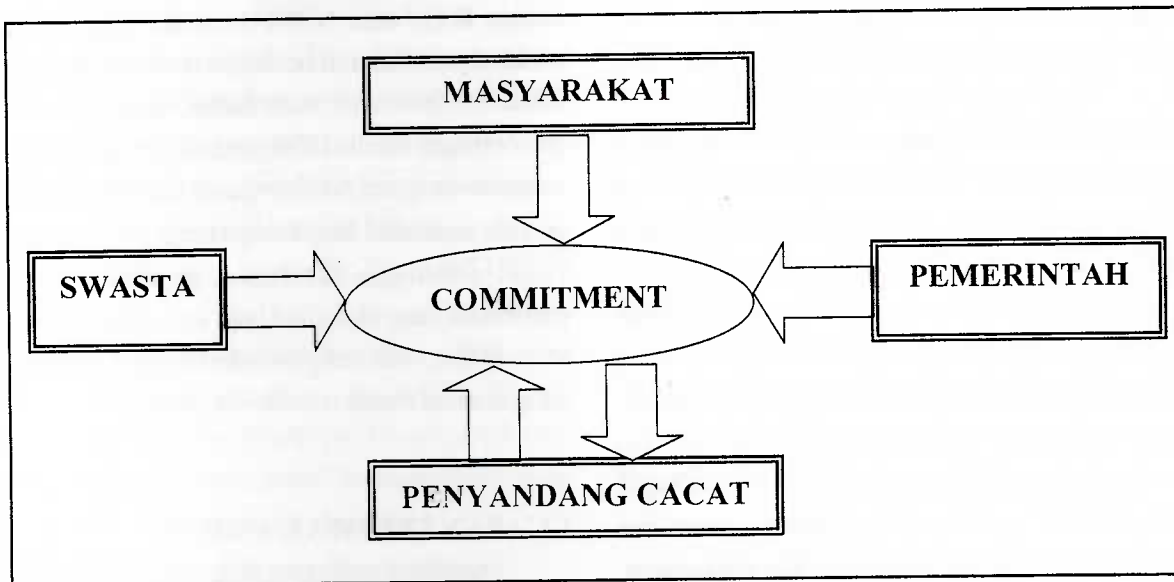 MASYARAKAT
SWASTA
COMMITMENT
PEMERINTAH
PENYANDANG CACAT